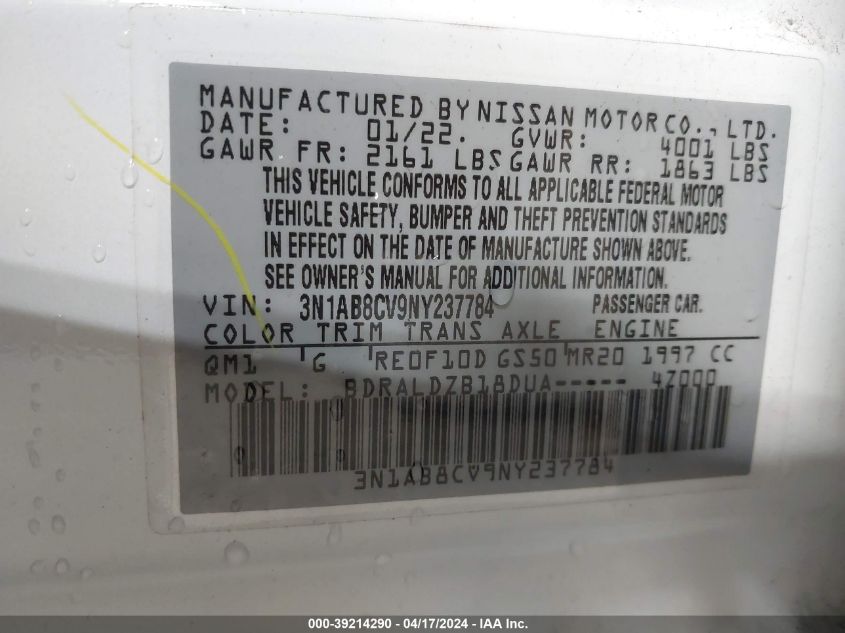 MANUFACTURED BY NISSAN MOTOR CO., LTD.
DATE: 01/22. GVWR: 4001 LBS
GAWR FR: 2161 LBS GAWR RR: 1863 LBS
THIS VEHICLE CONFORMS TO ALL APPLICABLE FEDERAL MOTOR
VEHICLE SAFETY, BUMPER AND THEFT PREVENTION STANDARDS
IN EFFECT ON THE DATE OF MANUFACTURE SHOWN ABOVE.
SEE OWNER'S MANUAL FOR ADDITIONAL INFORMATION.
VIN: 3N1AB8CV9NY237784 PASSENGER CAR.
COLOR TRIM TRANS AXLE ENGINE
QM1 G RE0F10D GS50 MR20 1997 CC
MODEL: BDRALDZB18DUA----- 4Z000
3N1AB8CV9NY237784
000-39214290 - 04/17/2024 - IAA Inc.